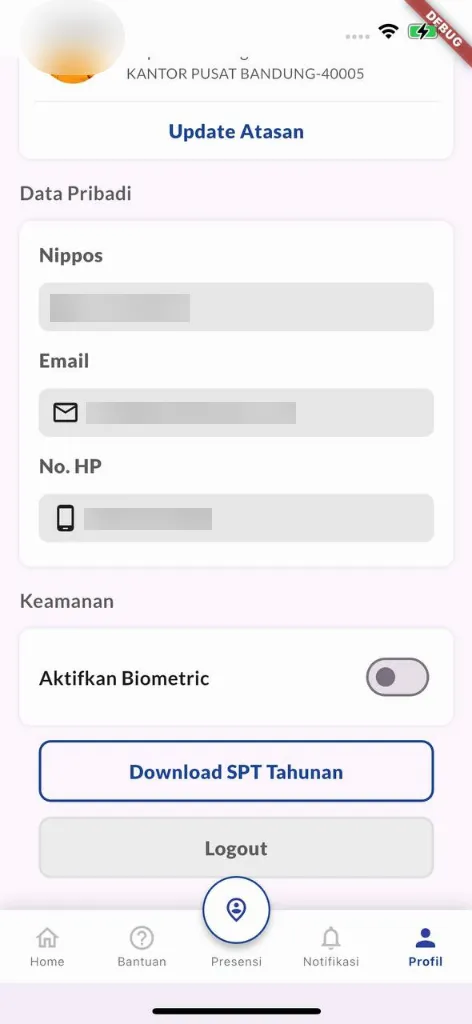 DEBUG
KANTOR PUSAT BANDUNG-40005
Update Atasan
Data Pribadi
Nippos
Email
No. HP
Keamanan
Aktifkan Biometric
Download SPT Tahunan
Logout
Home
Bantuan
Presensi
Notifikasi
Profil